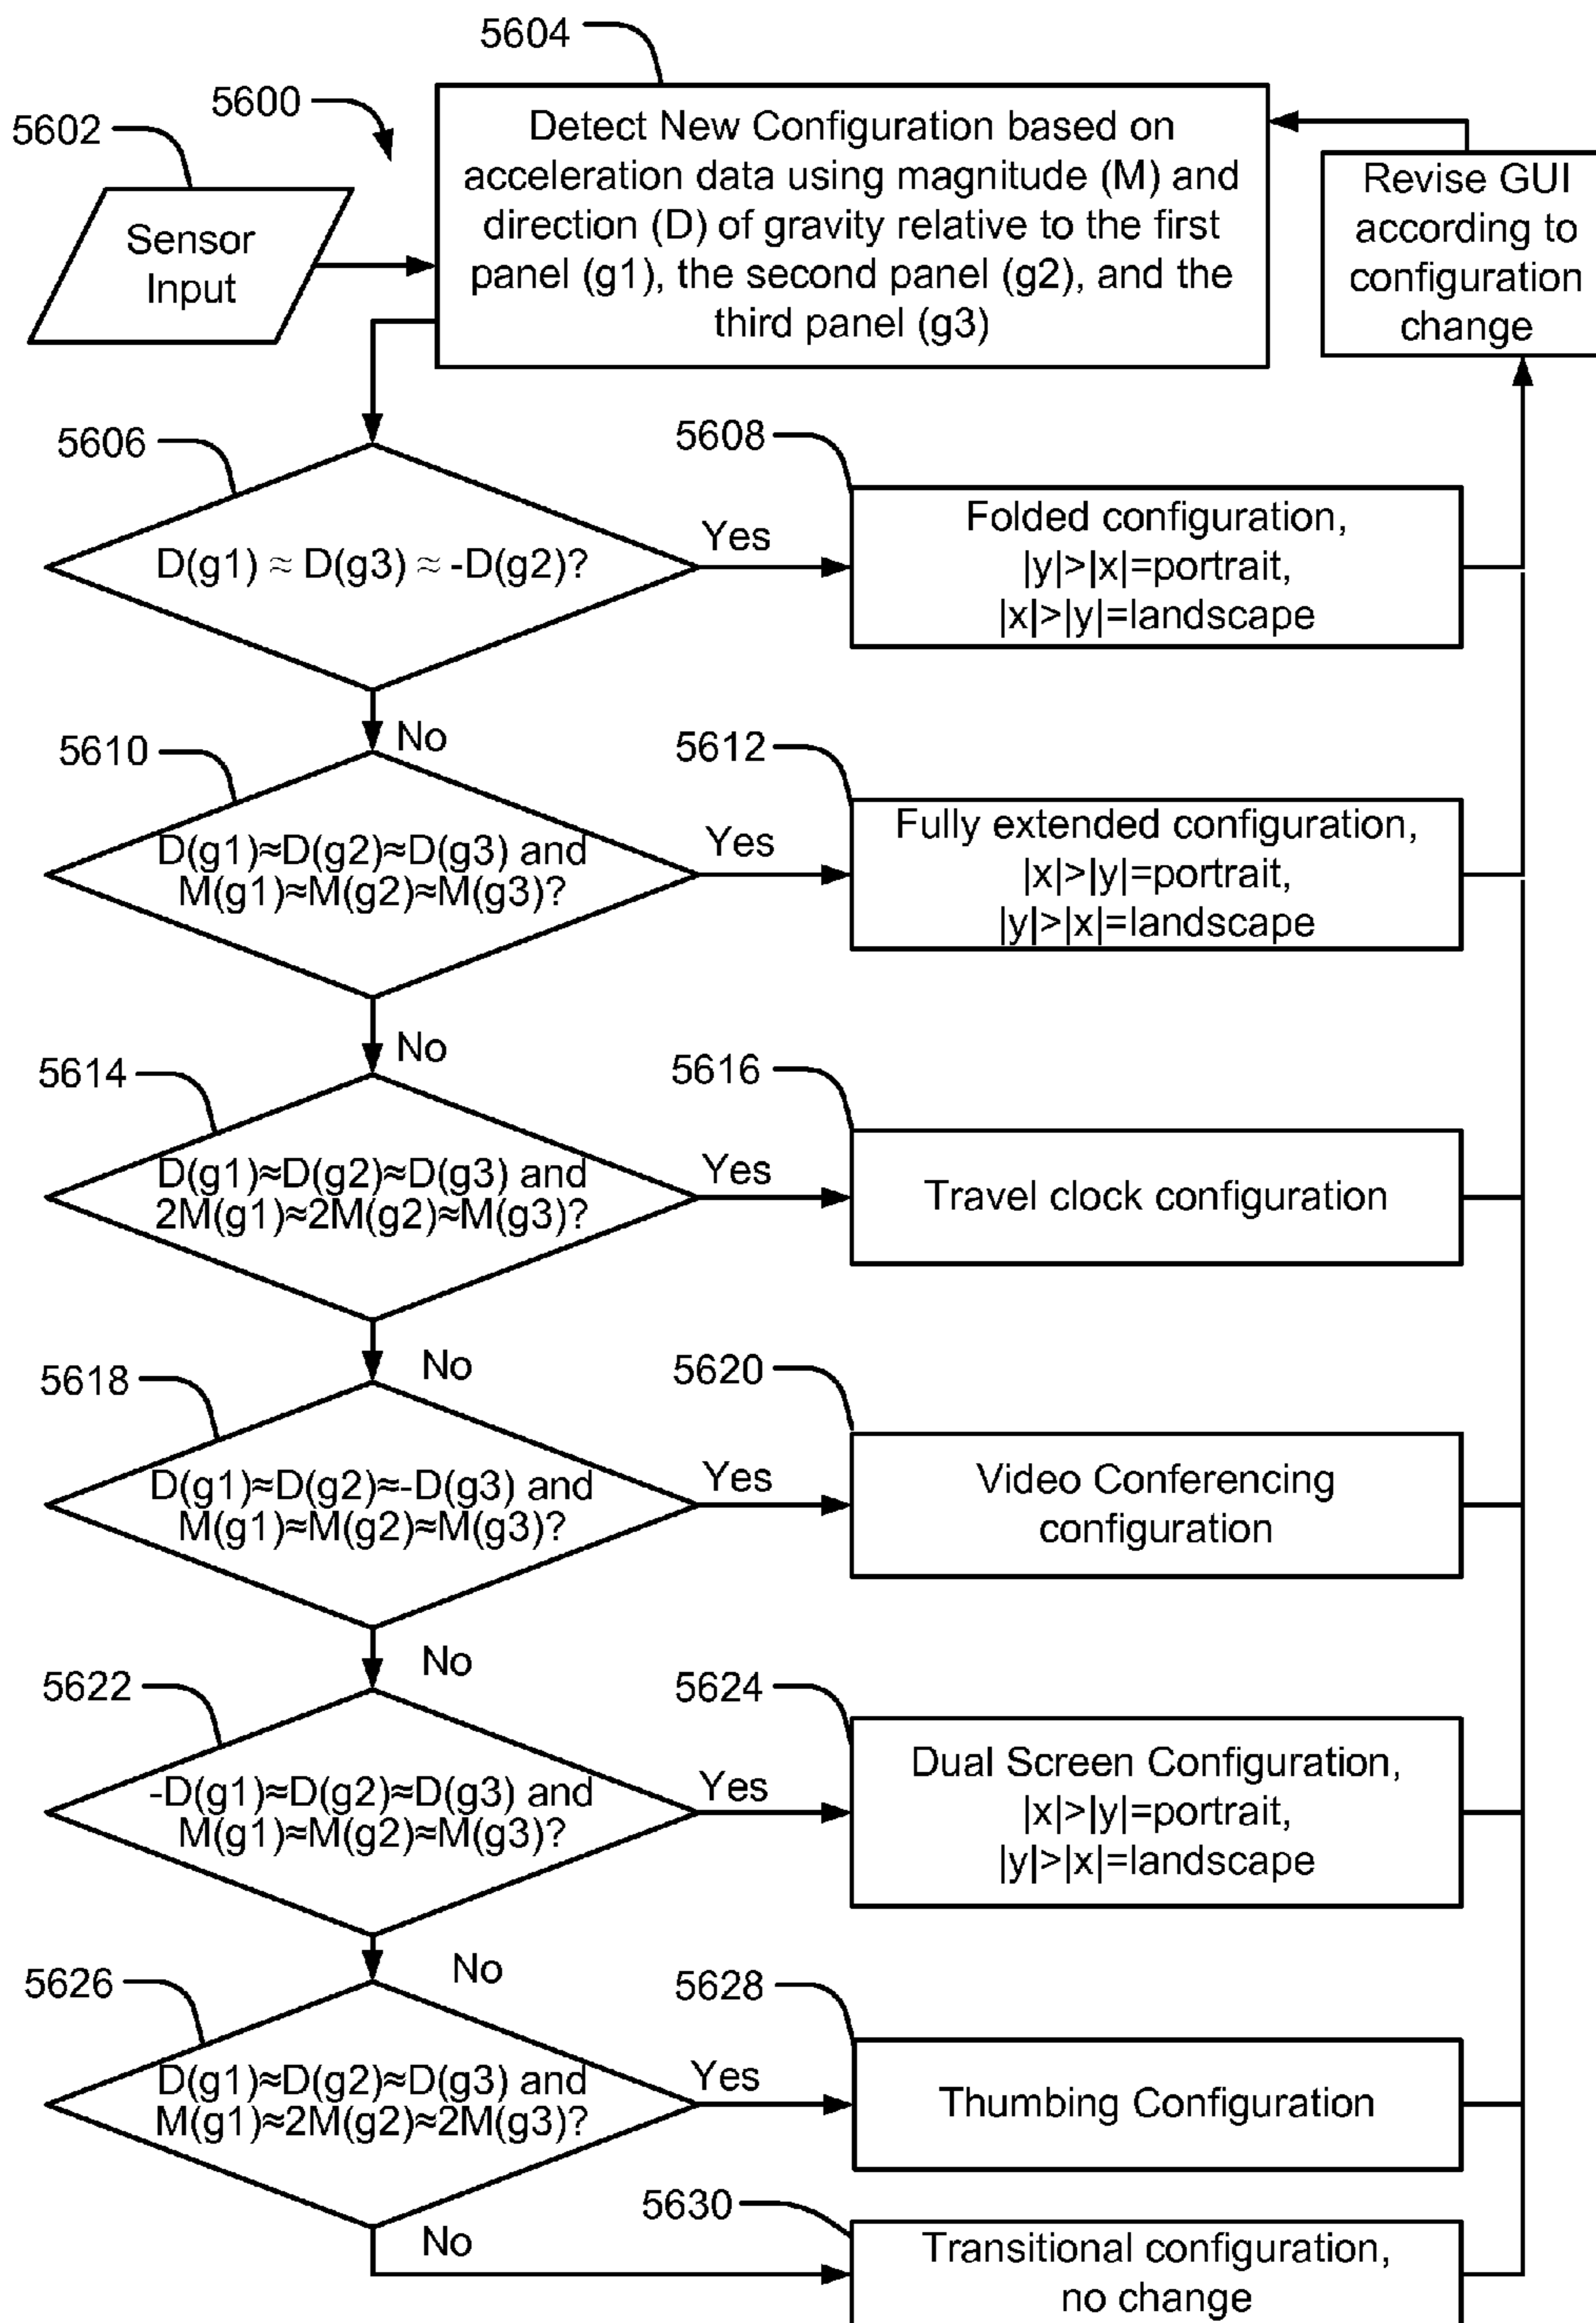 5604
5600
5602
Detect New Configuration based on
acceleration data using magnitude (M) and
direction (D) of gravity relative to the first
panel (g1), the second panel (g2), and the
third panel (g3)
Revise GUI
according to
configuration
change
Sensor
Input
5606
5608
D(g1) ≈ D(g3) ≈ -D(g2)?
Yes
Folded configuration,
|y|>|x|=portrait,
|x|>|y|=landscape
No
5610
5612
D(g1)≈D(g2)≈D(g3) and
M(g1)≈M(g2)≈M(g3)?
Yes
Fully extended configuration,
|x|>|y|=portrait,
|y|>|x|=landscape
No
5614
5616
D(g1)≈D(g2)≈D(g3) and
2M(g1)≈2M(g2)≈M(g3)?
Yes
Travel clock configuration
No
5618
5620
D(g1)≈D(g2)≈-D(g3) and
M(g1)≈M(g2)≈M(g3)?
Yes
Video Conferencing
configuration
No
5622
5624
-D(g1)≈D(g2)≈D(g3) and
M(g1)≈M(g2)≈M(g3)?
Yes
Dual Screen Configuration,
|x|>|y|=portrait,
|y|>|x|=landscape
No
5626
5628
D(g1)≈D(g2)≈D(g3) and
M(g1)≈2M(g2)≈2M(g3)?
Yes
Thumbing Configuration
No
5630
Transitional configuration,
no change